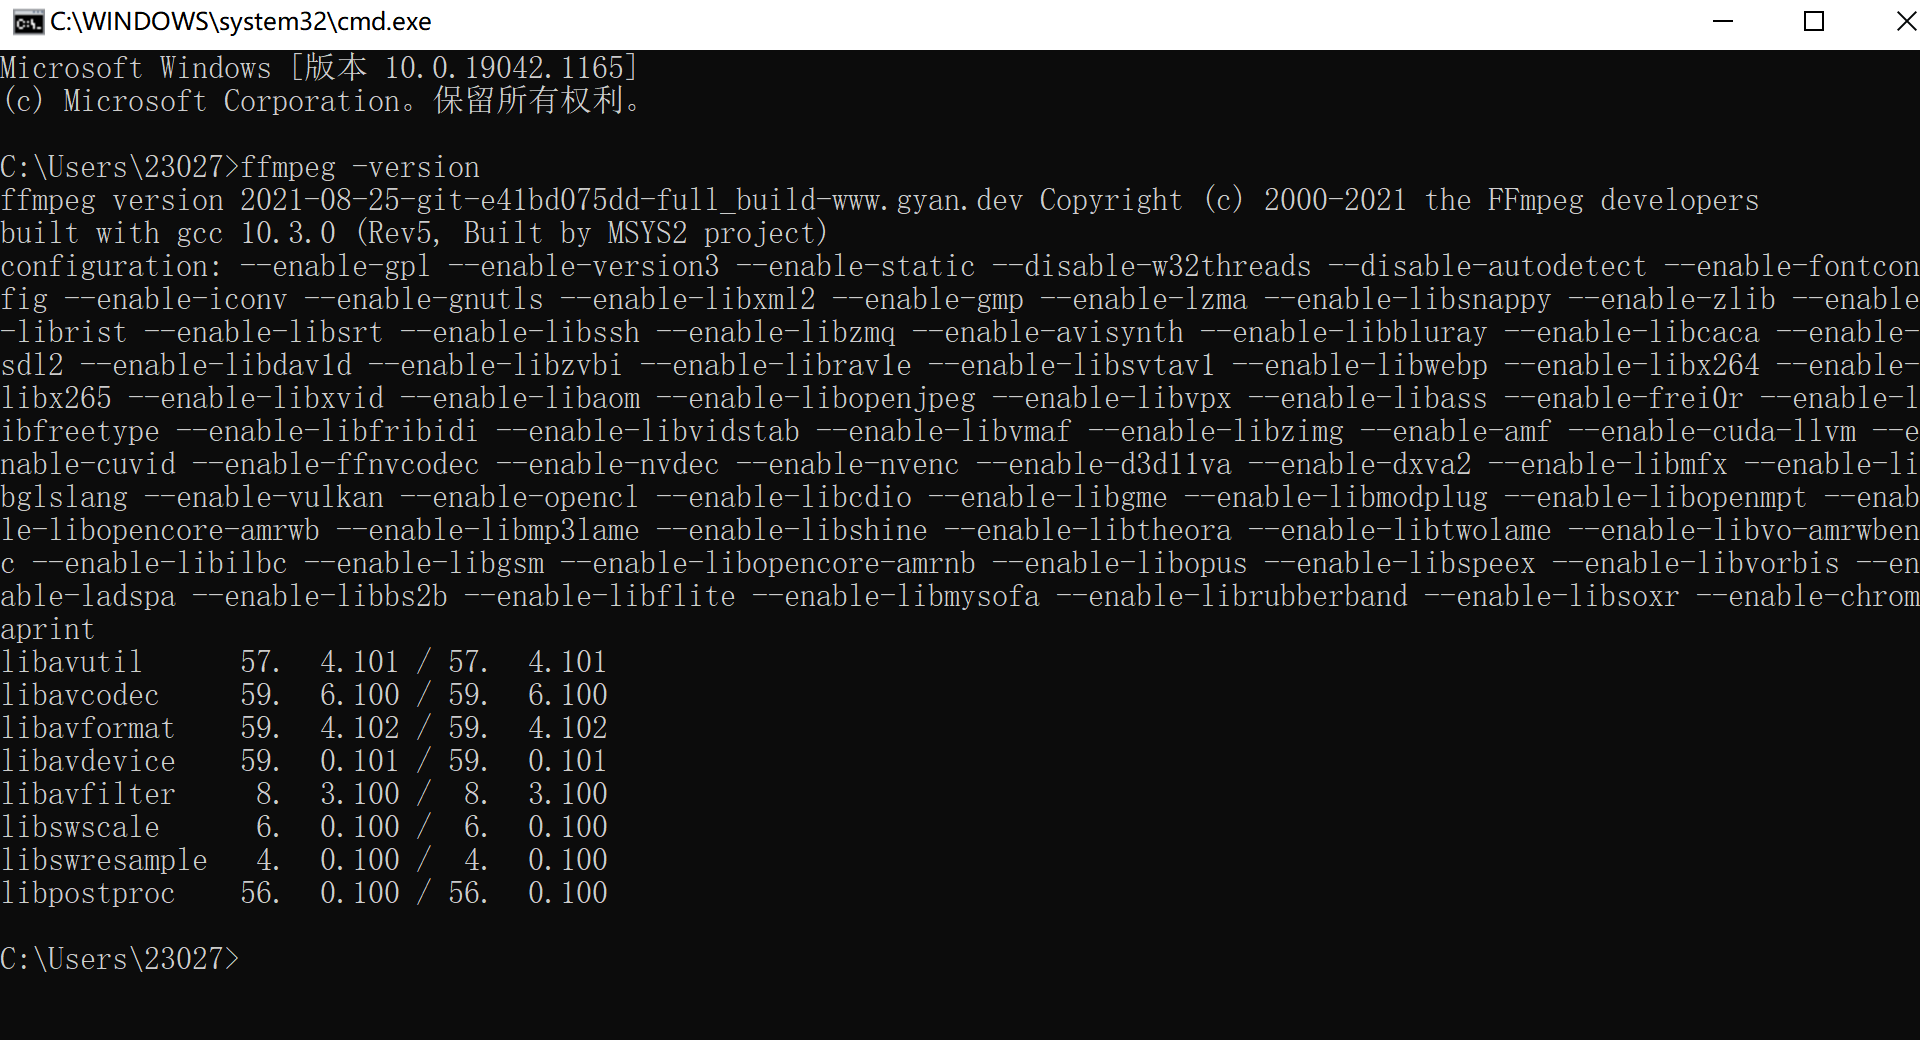 C:\WINDOWS\system32\cmd.exe
Microsoft Windows [版本 10.0.19042.1165]
(c) Microsoft Corporation。保留所有权利。
C:\Users\23027>ffmpeg -version
ffmpeg version 2021-08-25-git-e41bd075dd-full_build-www.gyan.dev Copyright (c) 2000-2021 the FFmpeg developers
built with gcc 10.3.0 (Rev5, Built by MSYS2 project)
configuration: --enable-gpl --enable-version3 --enable-static --disable-w32threads --disable-autodetect --enable-fontcon
fig --enable-iconv --enable-gnutls --enable-libxml2 --enable-gmp --enable-lzma --enable-libsnappy --enable-zlib --enable
-librist --enable-libsrt --enable-libssh --enable-libzmq --enable-avisynth --enable-libbluray --enable-libcaca --enable-
sdl2 --enable-libdav1d --enable-libzvbi --enable-librav1e --enable-libsvtav1 --enable-libwebp --enable-libx264 --enable-
libx265 --enable-libxvid --enable-libaom --enable-libopenjpeg --enable-libvpx --enable-libass --enable-frei0r --enable-l
ibfreetype --enable-libfribidi --enable-libvidstab --enable-libvmaf --enable-libzimg --enable-amf --enable-cuda-llvm --e
nable-cuvid --enable-ffnvcodec --enable-nvdec --enable-nvenc --enable-d3d11va --enable-dxva2 --enable-libmfx --enable-li
bglslang --enable-vulkan --enable-opencl --enable-libcdio --enable-libgme --enable-libmodplug --enable-libopenmpt --enab
le-libopencore-amrwb --enable-libmp3lame --enable-libshine --enable-libtheora --enable-libtwolame --enable-libvo-amrwben
c --enable-libilbc --enable-libgsm --enable-libopencore-amrnb --enable-libopus --enable-libspeex --enable-libvorbis --en
able-ladspa --enable-libbs2b --enable-libflite --enable-libmysofa --enable-librubberband --enable-libsoxr --enable-chrom
aprint
libavutil      57.  4.101 / 57.  4.101
libavcodec     59.  6.100 / 59.  6.100
libavformat    59.  4.102 / 59.  4.102
libavdevice    59.  0.101 / 59.  0.101
libavfilter     8.  3.100 /  8.  3.100
libswscale      6.  0.100 /  6.  0.100
libswresample   4.  0.100 /  4.  0.100
libpostproc    56.  0.100 / 56.  0.100
C:\Users\23027>